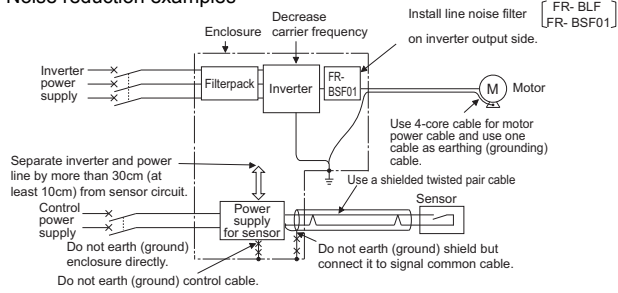 Noise reduction examples
Decrease
carrier frequency
Enclosure
Install line noise filter
on inverter output side.
FR- BLF
FR- BSF01
Inverter
power
supply
Filterpack
Inverter
FR-
BSF01
M
Motor
Use 4-core cable for motor
power cable and use one
cable as earthing (grounding)
cable.
Separate inverter and power
line by more than 30cm (at
least 10cm) from sensor circuit.
Use a shielded twisted pair cable
Sensor
Control
power
supply
Power
supply
for sensor
Do not earth (ground)
enclosure directly.
Do not earth (ground) shield but
connect it to signal common cable.
Do not earth (ground) control cable.